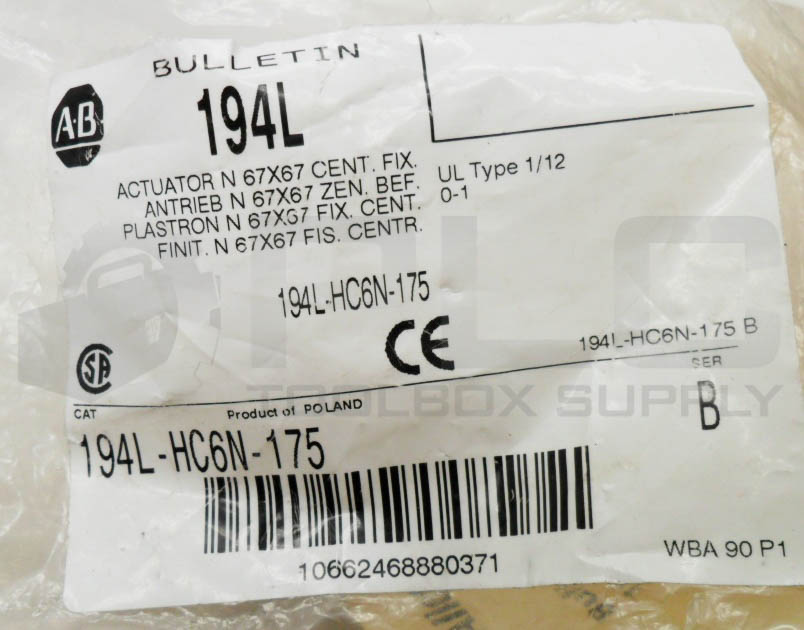 BULLETIN
194L
A-B
ACTUATOR N 67X67 CENT. FIX.
ANTRIEB N 67X67 ZEN. BEF.
PLASTRON N 67X67 FIX. CENT.
FINIT. N 67X67 FIS. CENTR.
UL Type 1/12
0-1
194L-HC6N-175
CE
194L-HC6N-175 B
SA
SER
B
CAT
Product of POLAND
PLC
TOOLBOX SUPPLY
194L-HC6N-175
10662468880371
WBA 90 P1